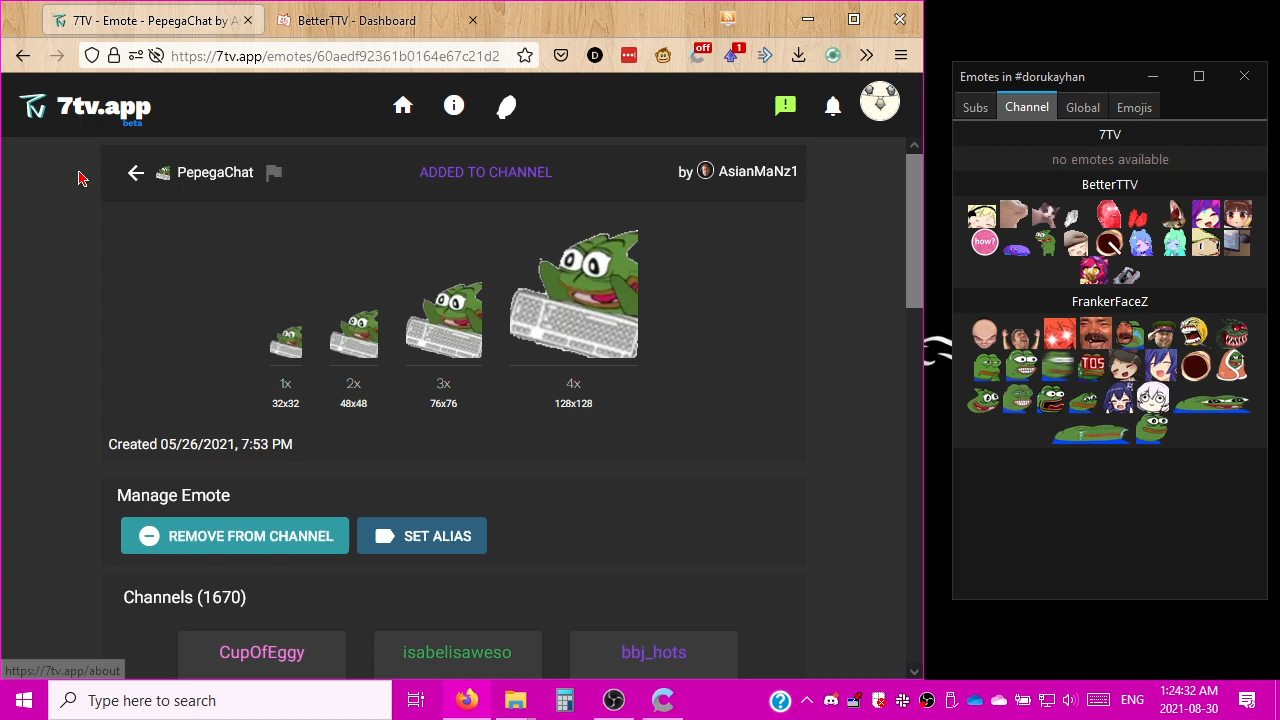 7TV - Emote - PepegaChat by A
BetterTTV - Dashboard
https://7tv.app/emotes/60aedf92361b0164e67c21d2
off
1
D
7tv.app
beta
PepegaChat
ADDED TO CHANNEL
by AsianMaNz1
1x
2x
3x
4x
32x32
48x48
76x76
128x128
Created 05/26/2021, 7:53 PM
Manage Emote
REMOVE FROM CHANNEL
SET ALIAS
Channels (1670)
CupOfEggy
isabelisaweso
bbj_hots
https://7tv.app/about
Emotes in #dorukayhan
Subs
Channel
Global
Emojis
7TV
no emotes available
BetterTTV
how?
FrankerFaceZ
TOS
Type here to search
ENG
1:24:32 AM
2021-08-30